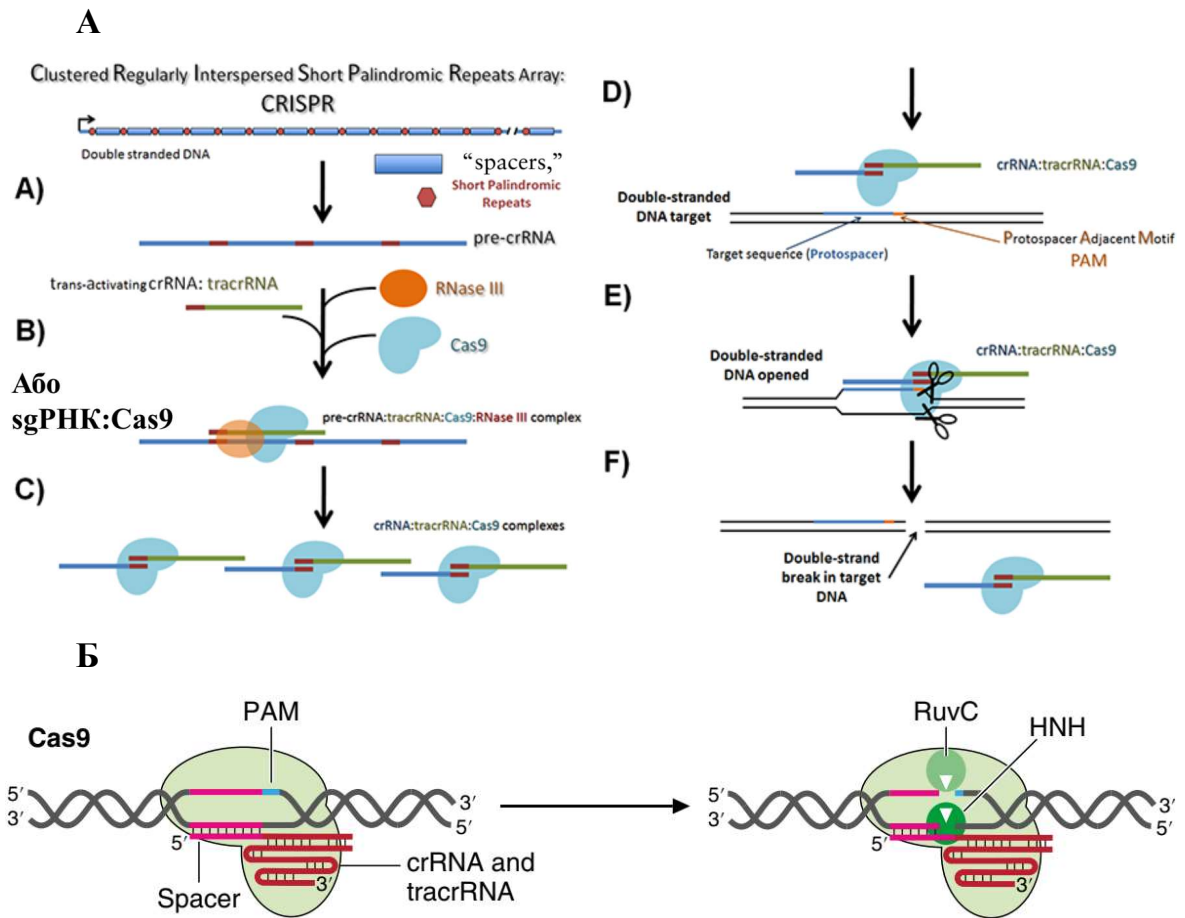 А
Clustered Regularly Interspersed Short Palindromic Repeats Array:
CRISPR
Double stranded DNA
“spacers,”
Short Palindromic
Repeats
A)
pre-crRNA
trans-activating crRNA: tracrRNA
RNase III
Cas9
B)
Або
sgРНК:Cas9
pre-crRNA:tracrRNA:Cas9:RNase III complex
C)
crRNA:tracrRNA:Cas9 complexes
D)
crRNA:tracrRNA:Cas9
Double-stranded
DNA target
Target sequence (Protospacer)
Protospacer Adjacent Motif
PAM
E)
Double-stranded
DNA opened
crRNA:tracrRNA:Cas9
F)
Double-strand
break in target
DNA
Б
Cas9
PAM
5′
3′
3′
5′
5′
3′
Spacer
crRNA and
tracrRNA
RuvC
HNH
5′
3′
3′
5′
5′
3′